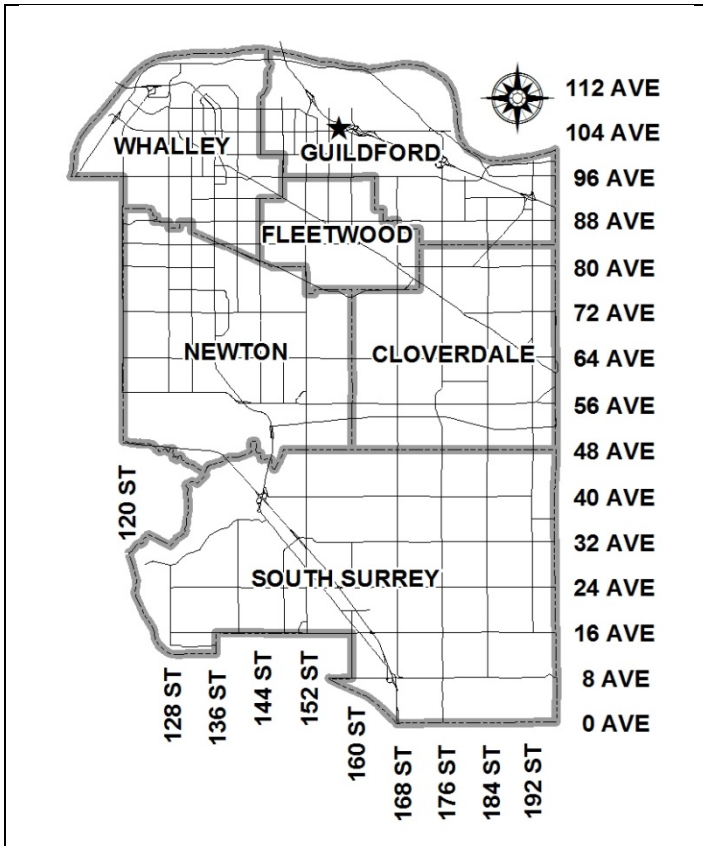 112 AVE
104 AVE
WHALLEY
GUILDFORD
96 AVE
88 AVE
FLEETWOOD
80 AVE
72 AVE
NEWTON
CLOVERDALE
64 AVE
56 AVE
48 AVE
120 ST
40 AVE
32 AVE
SOUTH SURREY
24 AVE
16 AVE
8 AVE
0 AVE
128 ST
136 ST
144 ST
152 ST
160 ST
168 ST
176 ST
184 ST
192 ST